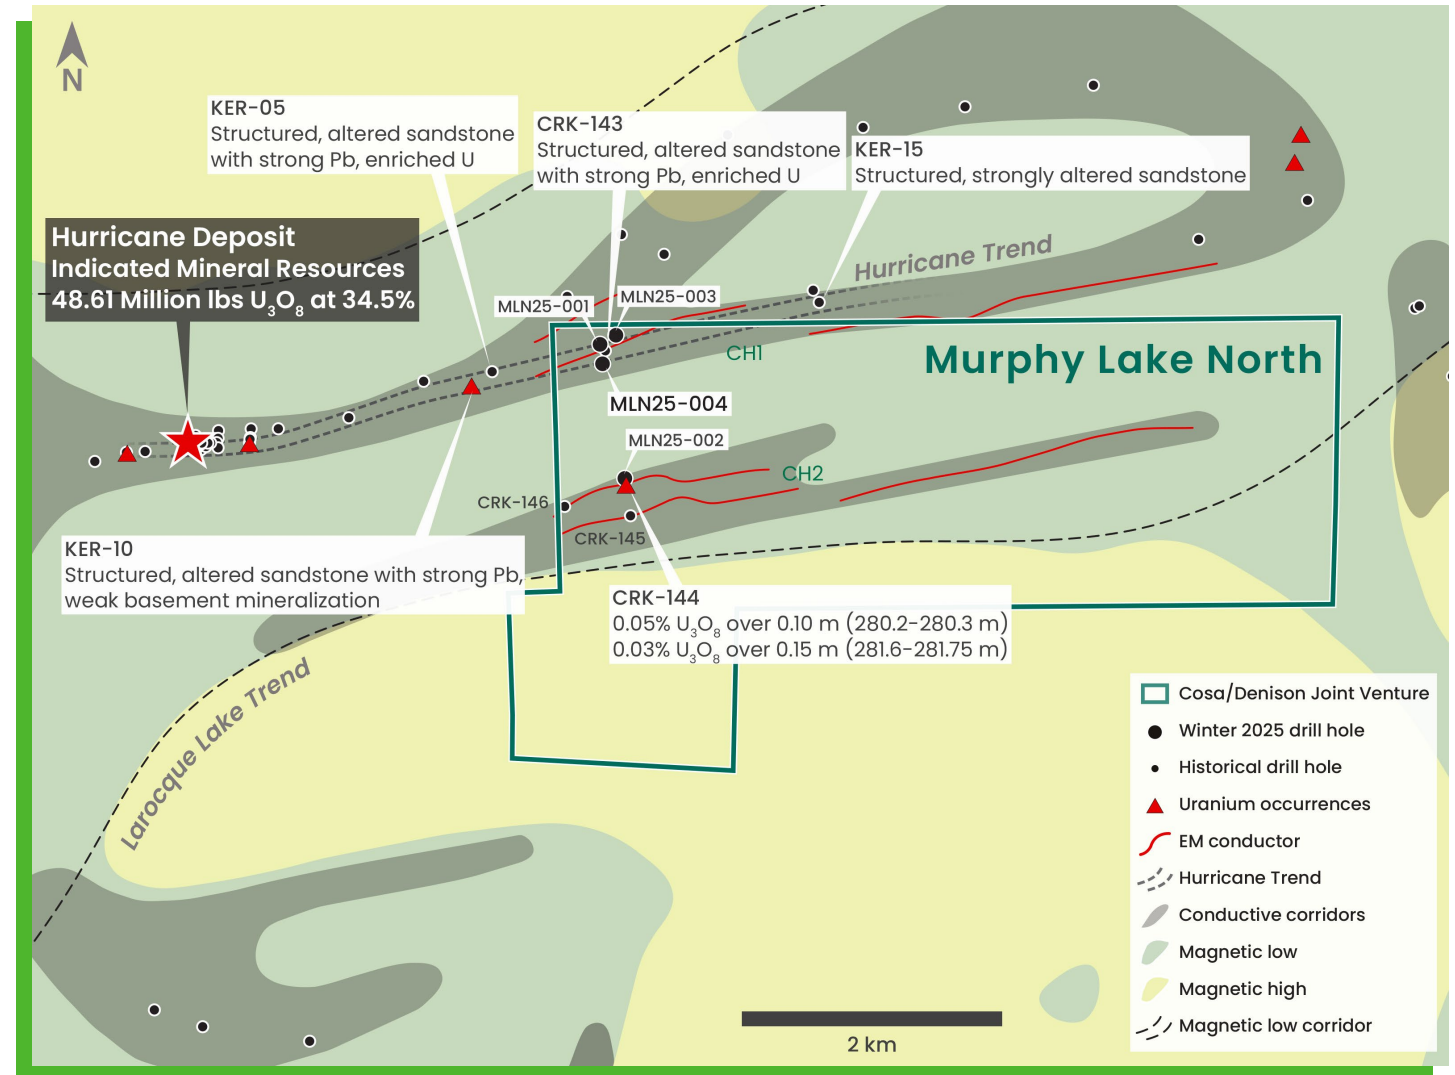 N
KER-05
Structured, altered sandstone
with strong Pb, enriched U
CRK-143
Structured, altered sandstone
with strong Pb, enriched U
KER-15
Structured, strongly altered sandstone
Hurricane Deposit
Indicated Mineral Resources
48.61 Million lbs U₃O₈ at 34.5%
Hurricane Trend
MLN25-001
MLN25-003
CH1
Murphy Lake North
MLN25-004
MLN25-002
CH2
CRK-146
CRK-145
KER-10
Structured, altered sandstone with strong Pb,
weak basement mineralization
CRK-144
0.05% U₃O₈ over 0.10 m (280.2-280.3 m)
0.03% U₃O₈ over 0.15 m (281.6-281.75 m)
Larocque Lake Trend
Cosa/Denison Joint Venture
Winter 2025 drill hole
Historical drill hole
Uranium occurrences
EM conductor
Hurricane Trend
Conductive corridors
Magnetic low
Magnetic high
Magnetic low corridor
2 km